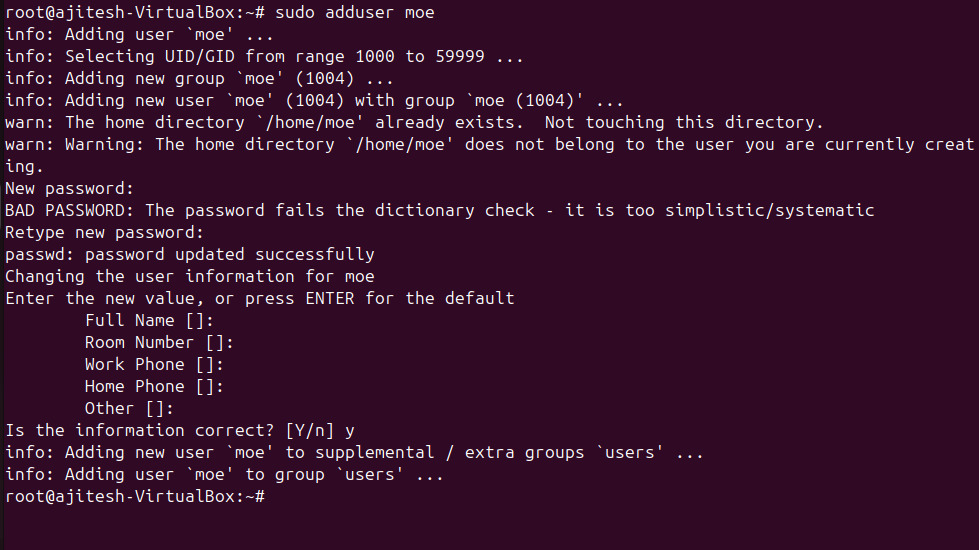 root@ajitesh-VirtualBox:~# sudo adduser moe
info: Adding user `moe' ...
info: Selecting UID/GID from range 1000 to 59999 ...
info: Adding new group `moe' (1004) ...
info: Adding new user `moe' (1004) with group `moe (1004)' ...
warn: The home directory `/home/moe' already exists.  Not touching this directory.
warn: Warning: The home directory `/home/moe' does not belong to the user you are currently creat
ing.
New password:
BAD PASSWORD: The password fails the dictionary check - it is too simplistic/systematic
Retype new password:
passwd: password updated successfully
Changing the user information for moe
Enter the new value, or press ENTER for the default
        Full Name []:
        Room Number []:
        Work Phone []:
        Home Phone []:
        Other []:
Is the information correct? [Y/n] y
info: Adding new user `moe' to supplemental / extra groups `users' ...
info: Adding user `moe' to group `users' ...
root@ajitesh-VirtualBox:~#